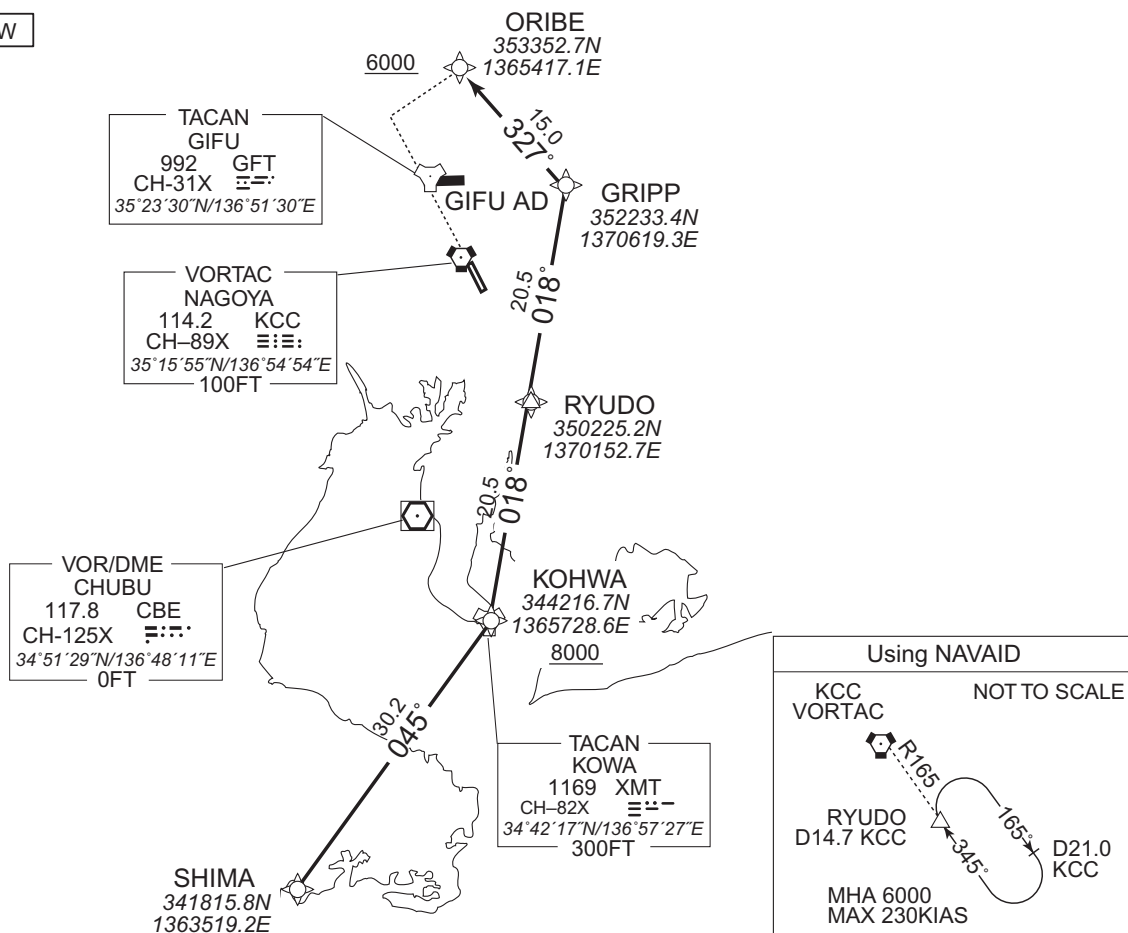 W
ORIBE
353352.7N
1365417.1E
6000
15.0
327°
TACAN
GIFU
992 GFT
CH-31X
35°23´30˝N/136°51´30˝E
GIFU AD
GRIPP
352233.4N
1370619.3E
VORTAC
NAGOYA
114.2 KCC
CH–89X
35°15´55˝N/136°54´54˝E
100FT
20.5
018°
RYUDO
350225.2N
1370152.7E
20.5
018°
VOR/DME
CHUBU
117.8 CBE
CH-125X
34°51´29˝N/136°48´11˝E
0FT
KOHWA
344216.7N
1365728.6E
8000
30.2
045°
TACAN
KOWA
1169 XMT
CH–82X
34°42´17˝N/136°57´27˝E
300FT
SHIMA
341815.8N
1363519.2E
Using NAVAID
KCC
VORTAC
NOT TO SCALE
R165
RYUDO
D14.7 KCC
165°
345°
D21.0
KCC
MHA 6000
MAX 230KIAS